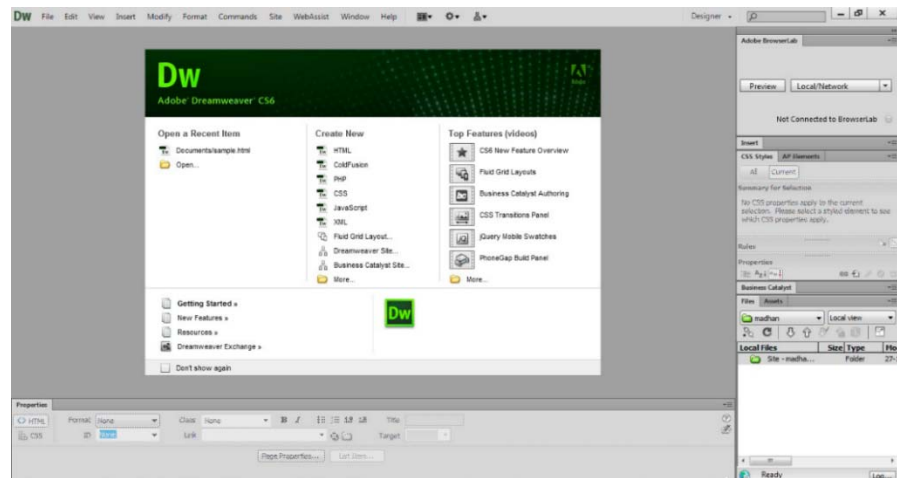 DW File Edit View Insert Modify Format Commands Site WebAssist Window Help Designer
Adobe BrowserLab
Preview Local/Network
Not Connected to BrowserLab
Insert
CSS Styles AP Elements
All Current
Summary for Selection
No CSS properties apply to the current
selection. Please select a styled element to see
which CSS properties apply.
Rules
Properties
Business Catalyst
Files Assets
madhan Local view
Local Files Size Type Mo
Site - madha... Folder 27-
Ready Log...
Dw
Adobe Dreamweaver CS6
Adobe
Open a Recent Item
Documents/sample.html
Open...
Create New
HTML
ColdFusion
PHP
CSS
JavaScript
XML
Fluid Grid Layout...
Dreamweaver Site...
Business Catalyst Site...
More...
Top Features (videos)
CS6 New Feature Overview
Fluid Grid Layouts
Business Catalyst Authoring
CSS Transitions Panel
jQuery Mobile Swatches
PhoneGap Build Panel
More...
Getting Started »
New Features »
Resources »
Dreamweaver Exchange »
Dw
Don't show again
Properties
HTML Format None Class None B I Title
CSS ID None Link Target
Page Properties... List Item...